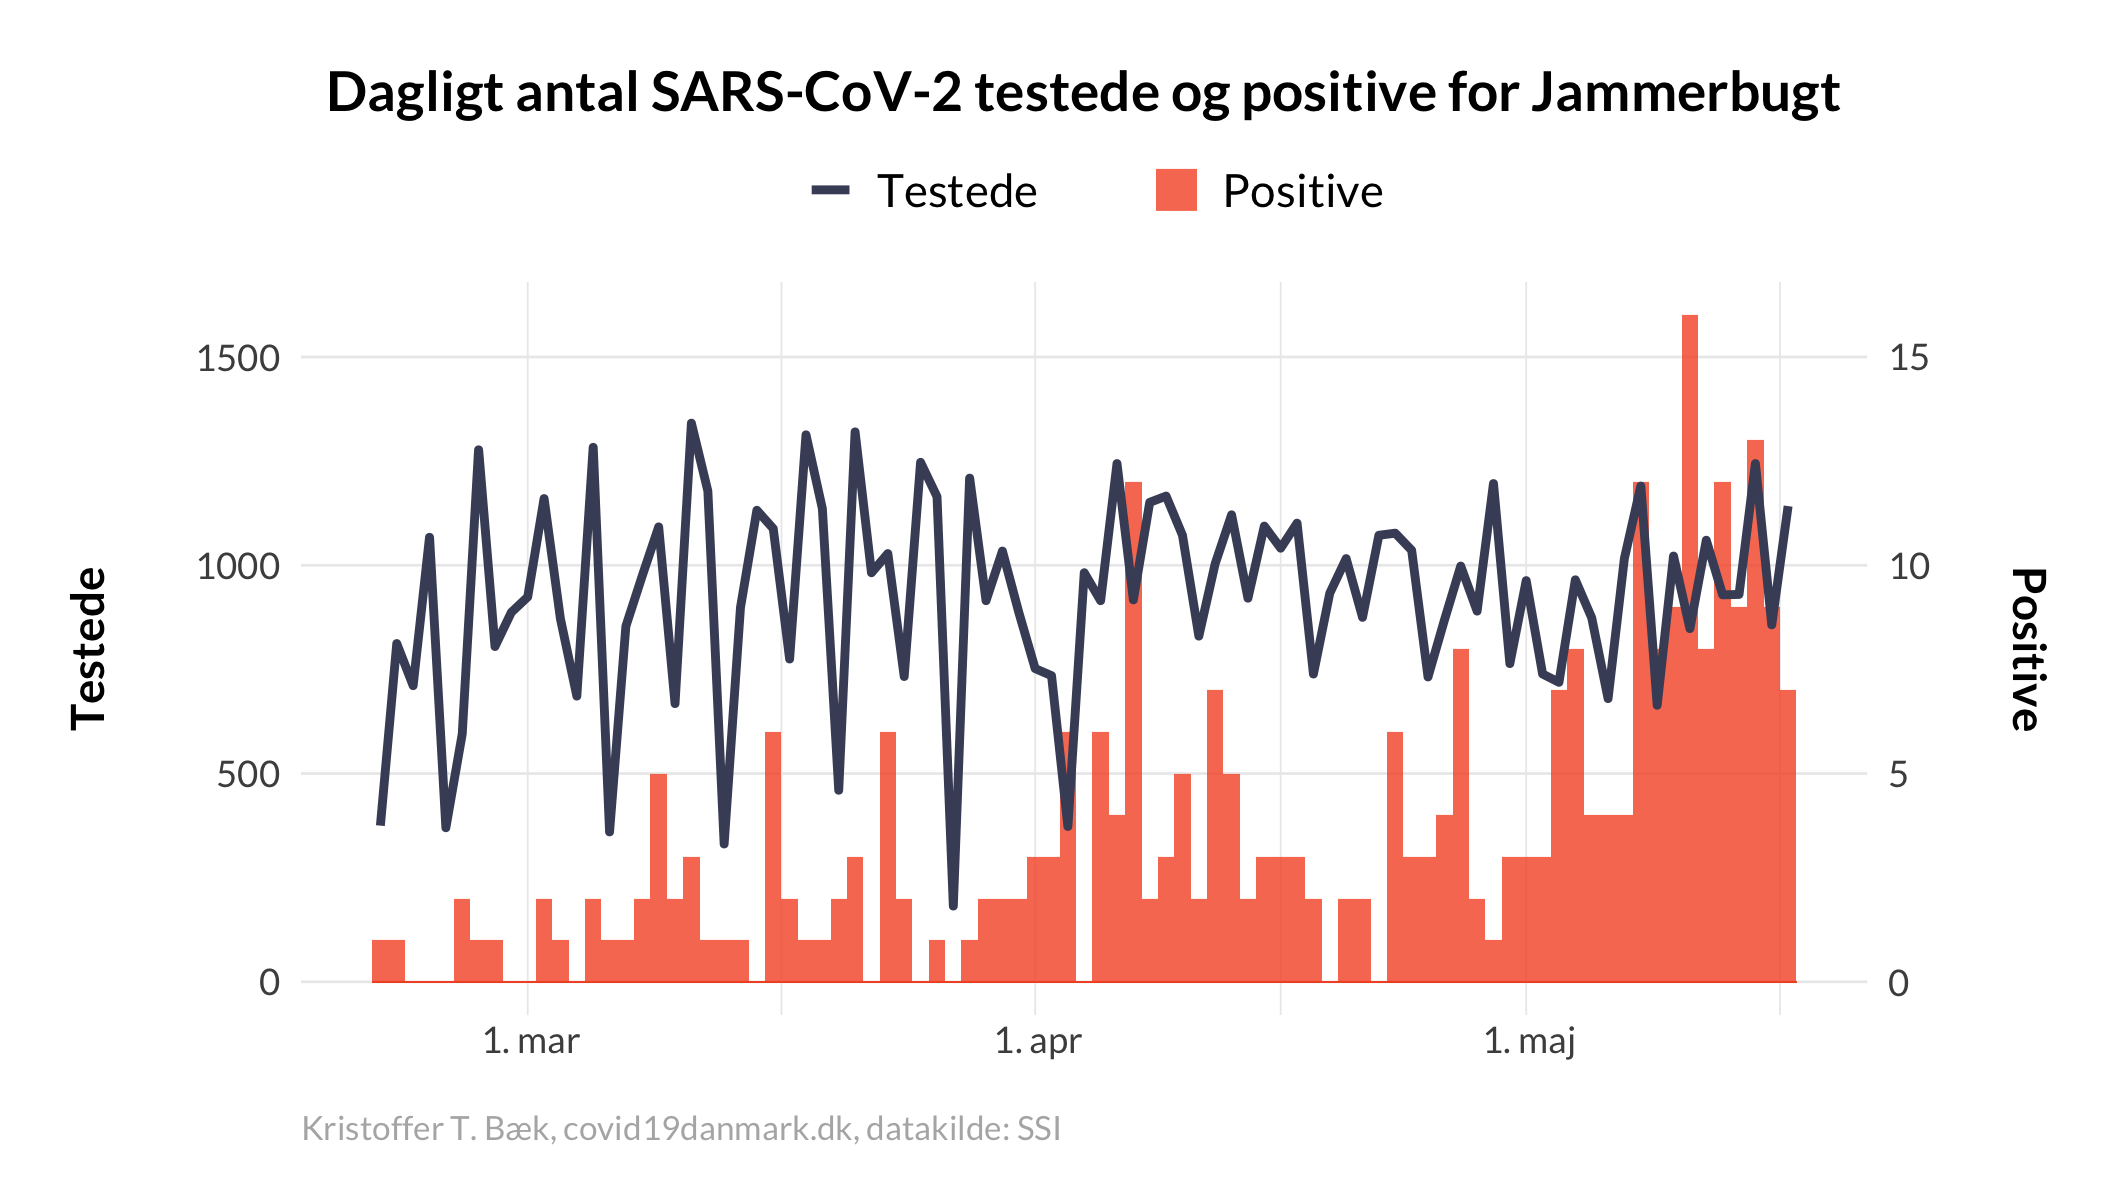 Dagligt antal SARS-CoV-2 testede og positive for Jammerbugt
Testede
Positive
1500
1000
500
0
Testede
15
10
5
0
Positive
1. mar
1. apr
1. maj
Kristoffer T. Bæk, covid19danmark.dk, datakilde: SSI